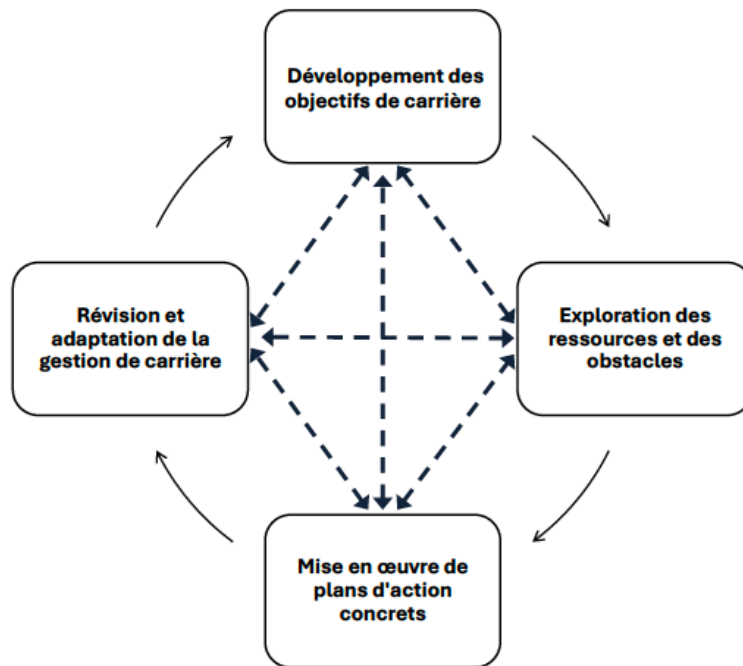 Développement des
objectifs de carrière
Révision et
adaptation de la
gestion de carrière
Exploration des
ressources et des
obstacles
Mise en œuvre de
plans d'action
concrets